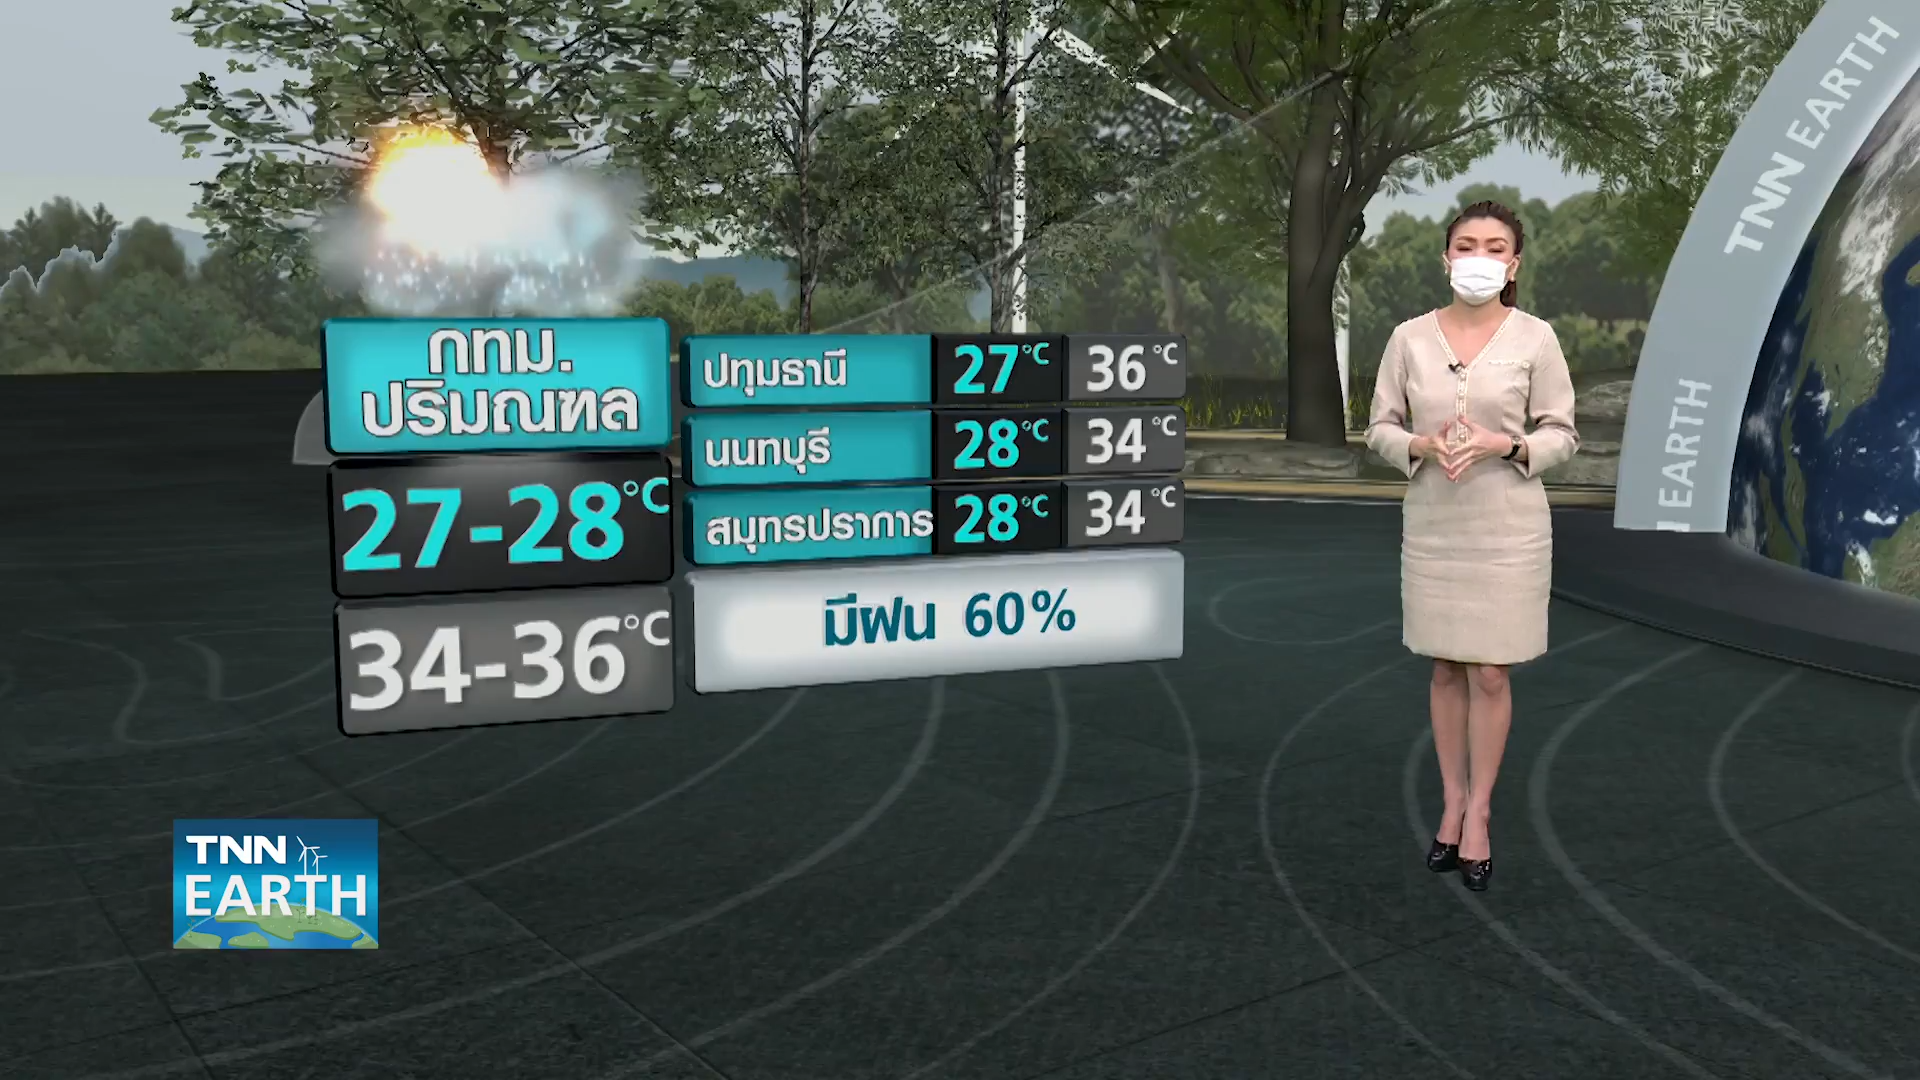 กทม.
ปริมณฑล
27-28°C
34-36°C
ปทุมธานี 27°C 36°C
นนทบุรี 28°C 34°C
สมุทรปราการ 28°C 34°C
มีฝน 60%
TNN EARTH
EARTH
TNN
EARTH